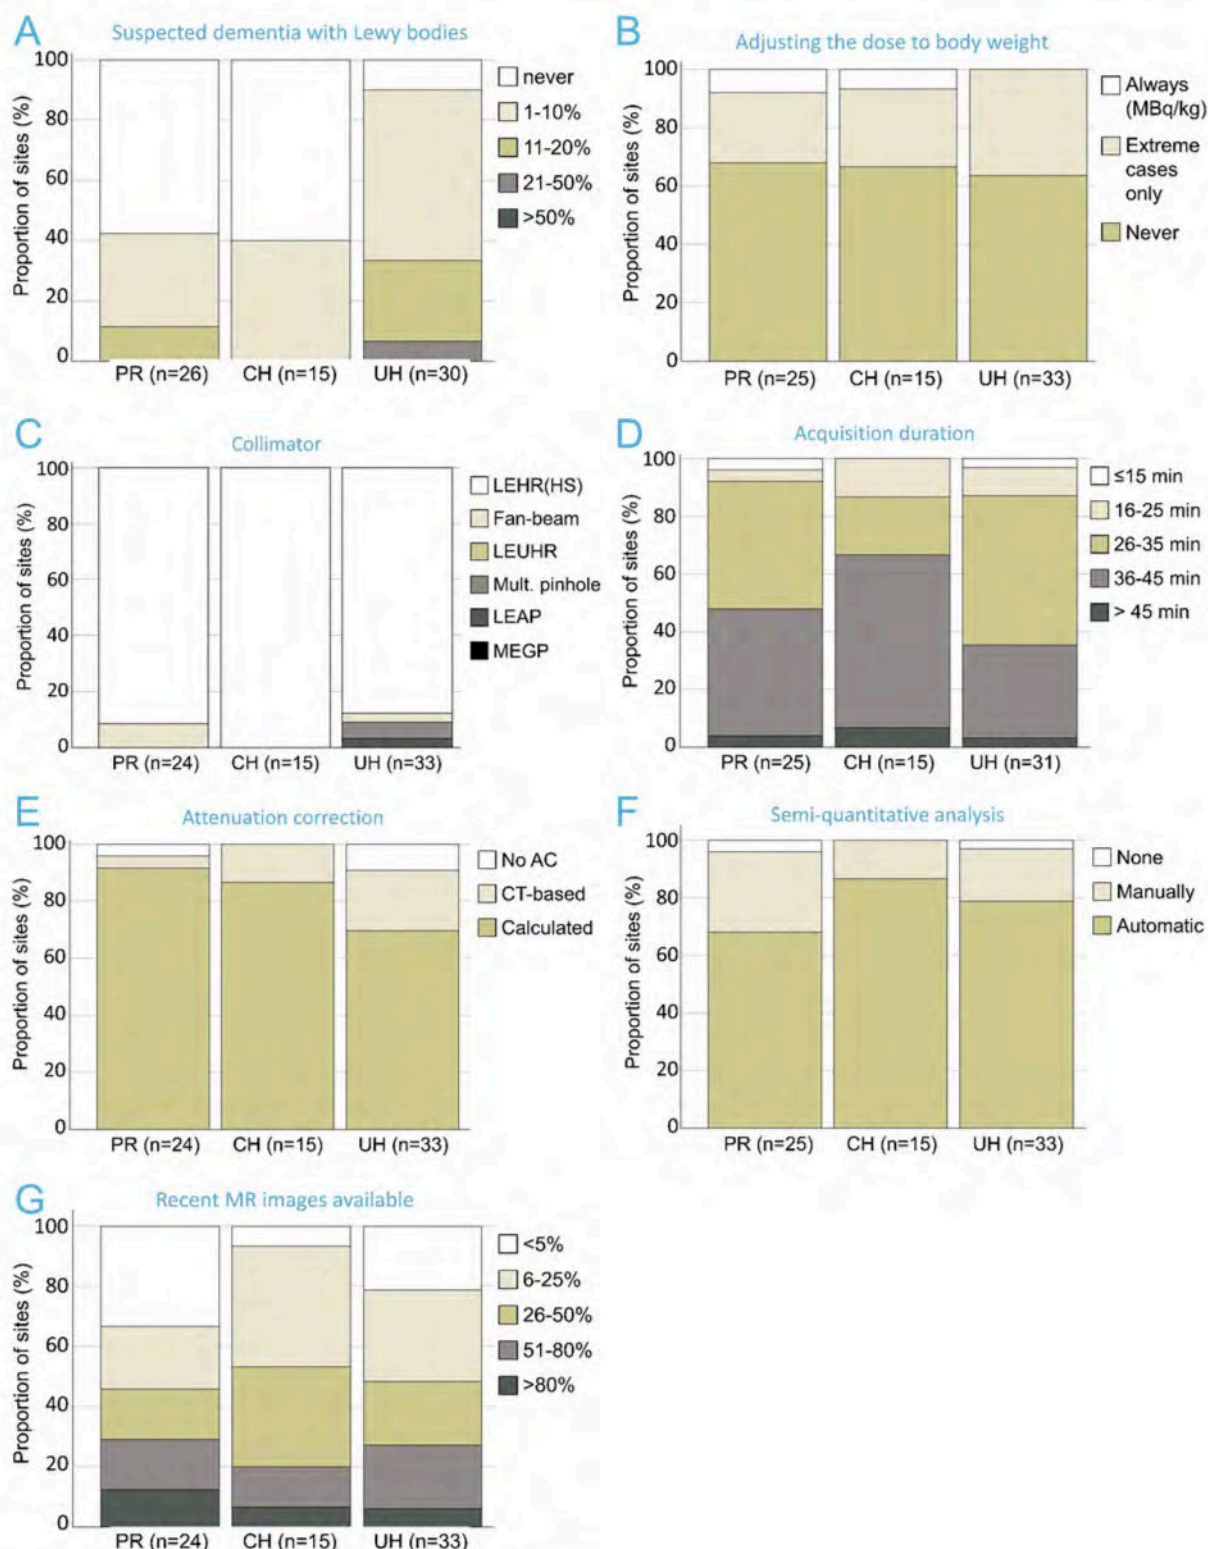 A
Suspected dementia with Lewy bodies
Proportion of sites (%)
100
80
60
40
20
0
PR (n=26) CH (n=15) UH (n=30)
never
1-10%
11-20%
21-50%
>50%
B
Adjusting the dose to body weight
Proportion of sites (%)
100
80
60
40
20
0
PR (n=25) CH (n=15) UH (n=33)
Always
(MBq/kg)
Extreme
cases
only
Never
C
Collimator
Proportion of sites (%)
100
80
60
40
20
0
PR (n=24) CH (n=15) UH (n=33)
LEHR(HS)
Fan-beam
LEUHR
Mult. pinhole
LEAP
MEGP
D
Acquisition duration
Proportion of sites (%)
100
80
60
40
20
0
PR (n=25) CH (n=15) UH (n=31)
≤15 min
16-25 min
26-35 min
36-45 min
> 45 min
E
Attenuation correction
Proportion of sites (%)
100
80
60
40
20
0
PR (n=24) CH (n=15) UH (n=33)
No AC
CT-based
Calculated
F
Semi-quantitative analysis
Proportion of sites (%)
100
80
60
40
20
0
PR (n=25) CH (n=15) UH (n=33)
None
Manually
Automatic
G
Recent MR images available
Proportion of sites (%)
100
80
60
40
20
0
PR (n=24) CH (n=15) UH (n=33)
<5%
6-25%
26-50%
51-80%
>80%